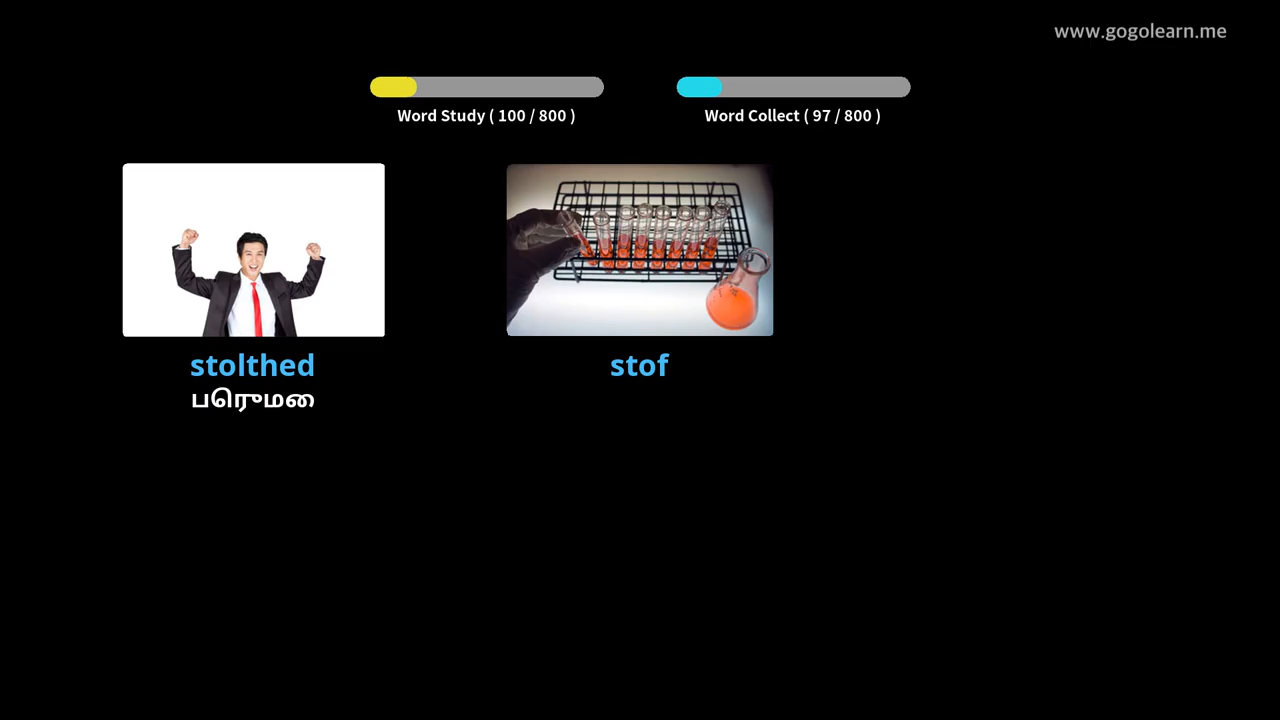 www.gogolearn.me
Word Study ( 100 / 800 )
Word Collect ( 97 / 800 )
stolthed
stof
பெருமை